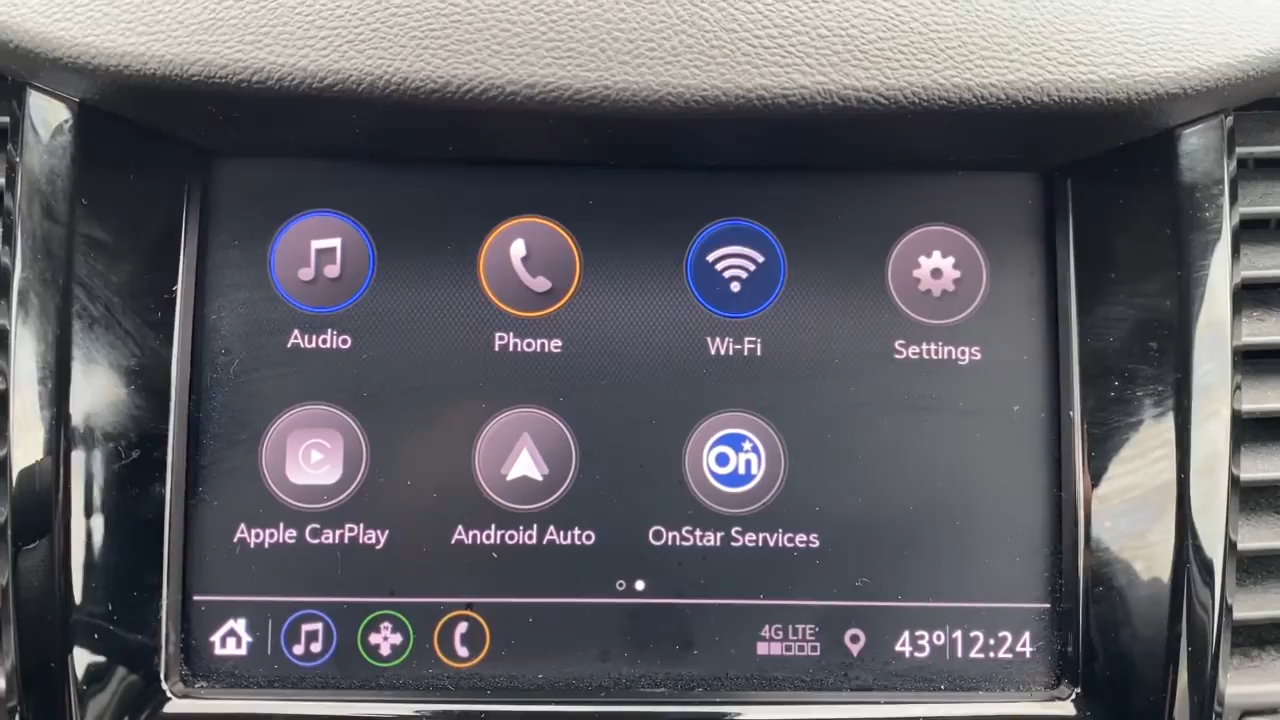 Audio
Phone
Wi-Fi
Settings
On
Apple CarPlay
Android Auto
OnStar Services
4G LTE
43°
12:24